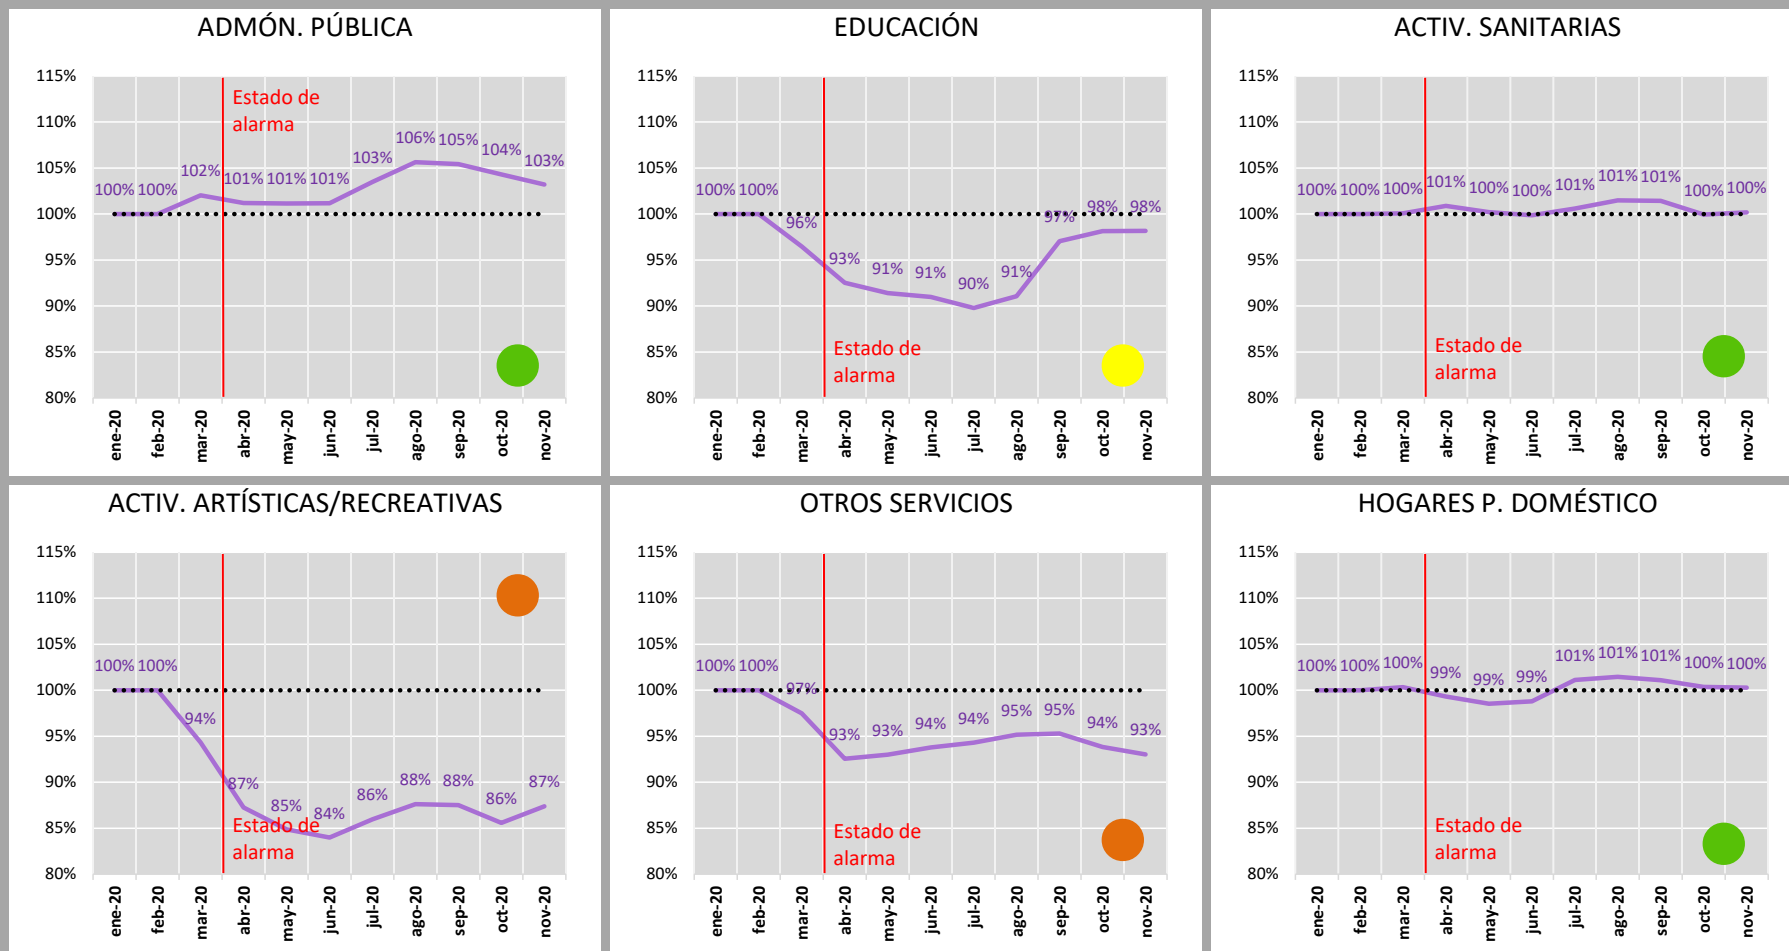 ADMÓN. PÚBLICA
115%
110%
105%
100%
95%
90%
85%
80%
Estado de
alarma
100% 100% 102% 101% 101% 101% 103% 106% 105% 104% 103%
ene-20 feb-20 mar-20 abr-20 may-20 jun-20 jul-20 ago-20 sep-20 oct-20 nov-20
EDUCACIÓN
115%
110%
105%
100%
95%
90%
85%
80%
100% 100% 96% 93% 91% 91% 90% 91% 97% 98% 98%
Estado de
alarma
ene-20 feb-20 mar-20 abr-20 may-20 jun-20 jul-20 ago-20 sep-20 oct-20 nov-20
ACTIV. SANITARIAS
115%
110%
105%
100%
95%
90%
85%
80%
100% 100% 100% 101% 100% 100% 101% 101% 101% 100% 100%
Estado de
alarma
ene-20 feb-20 mar-20 abr-20 may-20 jun-20 jul-20 ago-20 sep-20 oct-20 nov-20
ACTIV. ARTÍSTICAS/RECREATIVAS
115%
110%
105%
100%
95%
90%
85%
80%
100% 100% 94% 87% 85% 84% 86% 88% 88% 86% 87%
Estado de
alarma
ene-20 feb-20 mar-20 abr-20 may-20 jun-20 jul-20 ago-20 sep-20 oct-20 nov-20
OTROS SERVICIOS
115%
110%
105%
100%
95%
90%
85%
80%
100% 100% 97% 93% 93% 94% 94% 95% 95% 94% 93%
Estado de
alarma
ene-20 feb-20 mar-20 abr-20 may-20 jun-20 jul-20 ago-20 sep-20 oct-20 nov-20
HOGARES P. DOMÉSTICO
115%
110%
105%
100%
95%
90%
85%
80%
100% 100% 100% 99% 99% 99% 101% 101% 101% 100% 100%
Estado de
alarma
ene-20 feb-20 mar-20 abr-20 may-20 jun-20 jul-20 ago-20 sep-20 oct-20 nov-20